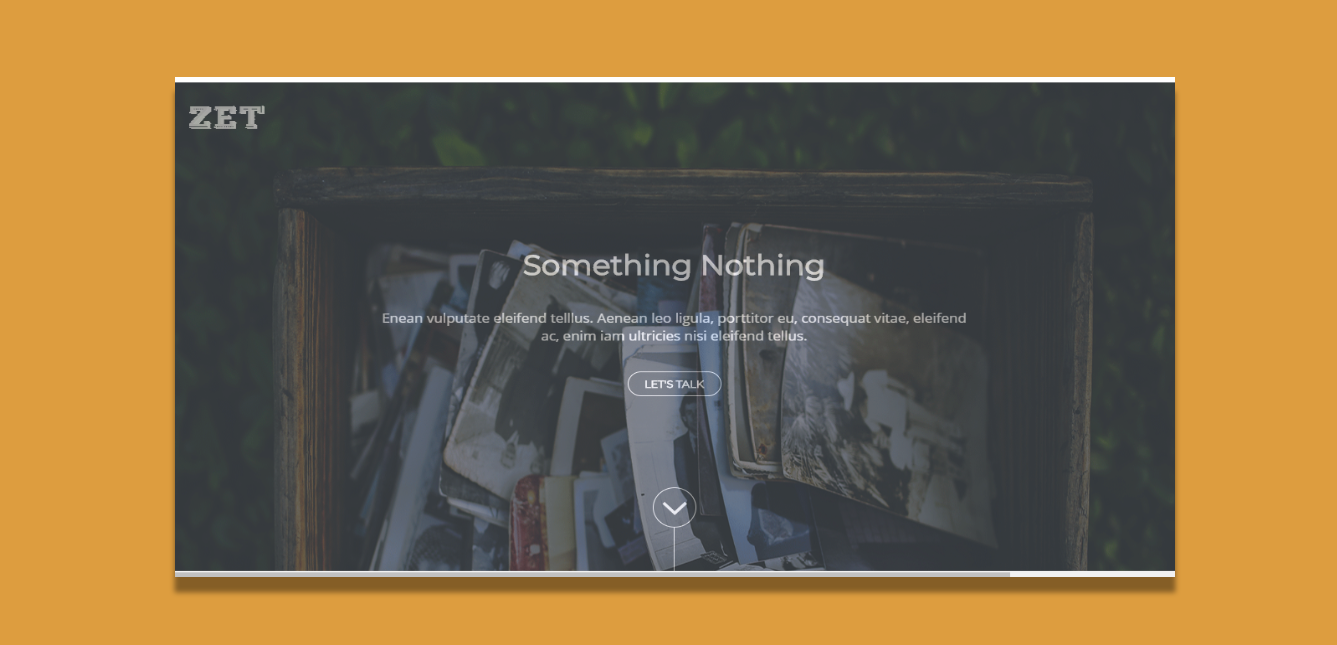 ZET
Something Nothing
Enean vulputate eleifend telllus. Aenean leo ligula, porttitor eu, consequat vitae, eleifend
ac, enim iam ultricies nisi eleifend tellus.
LET'S TALK